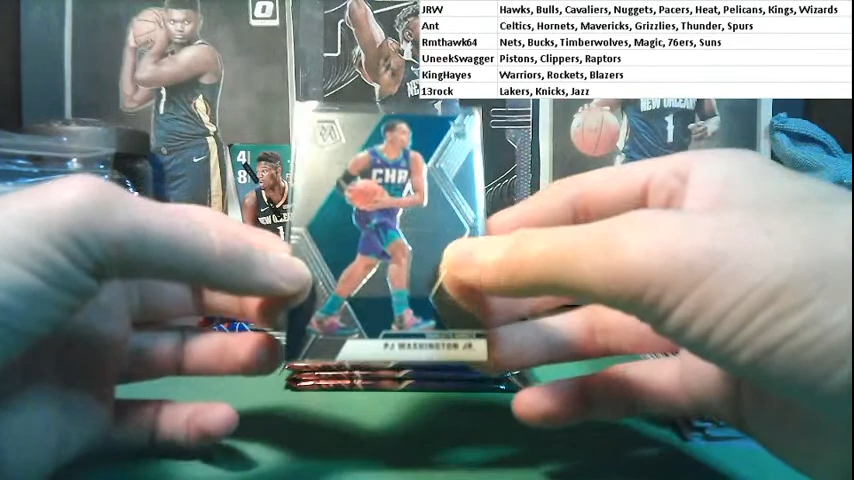 JRW Hawks, Bulls, Cavaliers, Nuggets, Pacers, Heat, Pelicans, Kings, Wizards
Ant Celtics, Hornets, Mavericks, Grizzlies, Thunder, Spurs
Rmthawk64 Nets, Bucks, Timberwolves, Magic, 76ers, Suns
UneekSwagger Pistons, Clippers, Raptors
KingHayes Warriors, Rockets, Blazers
13rock Lakers, Knicks, Jazz
NEW ORLEANS
1
CHA
PJ WASHINGTON JR.